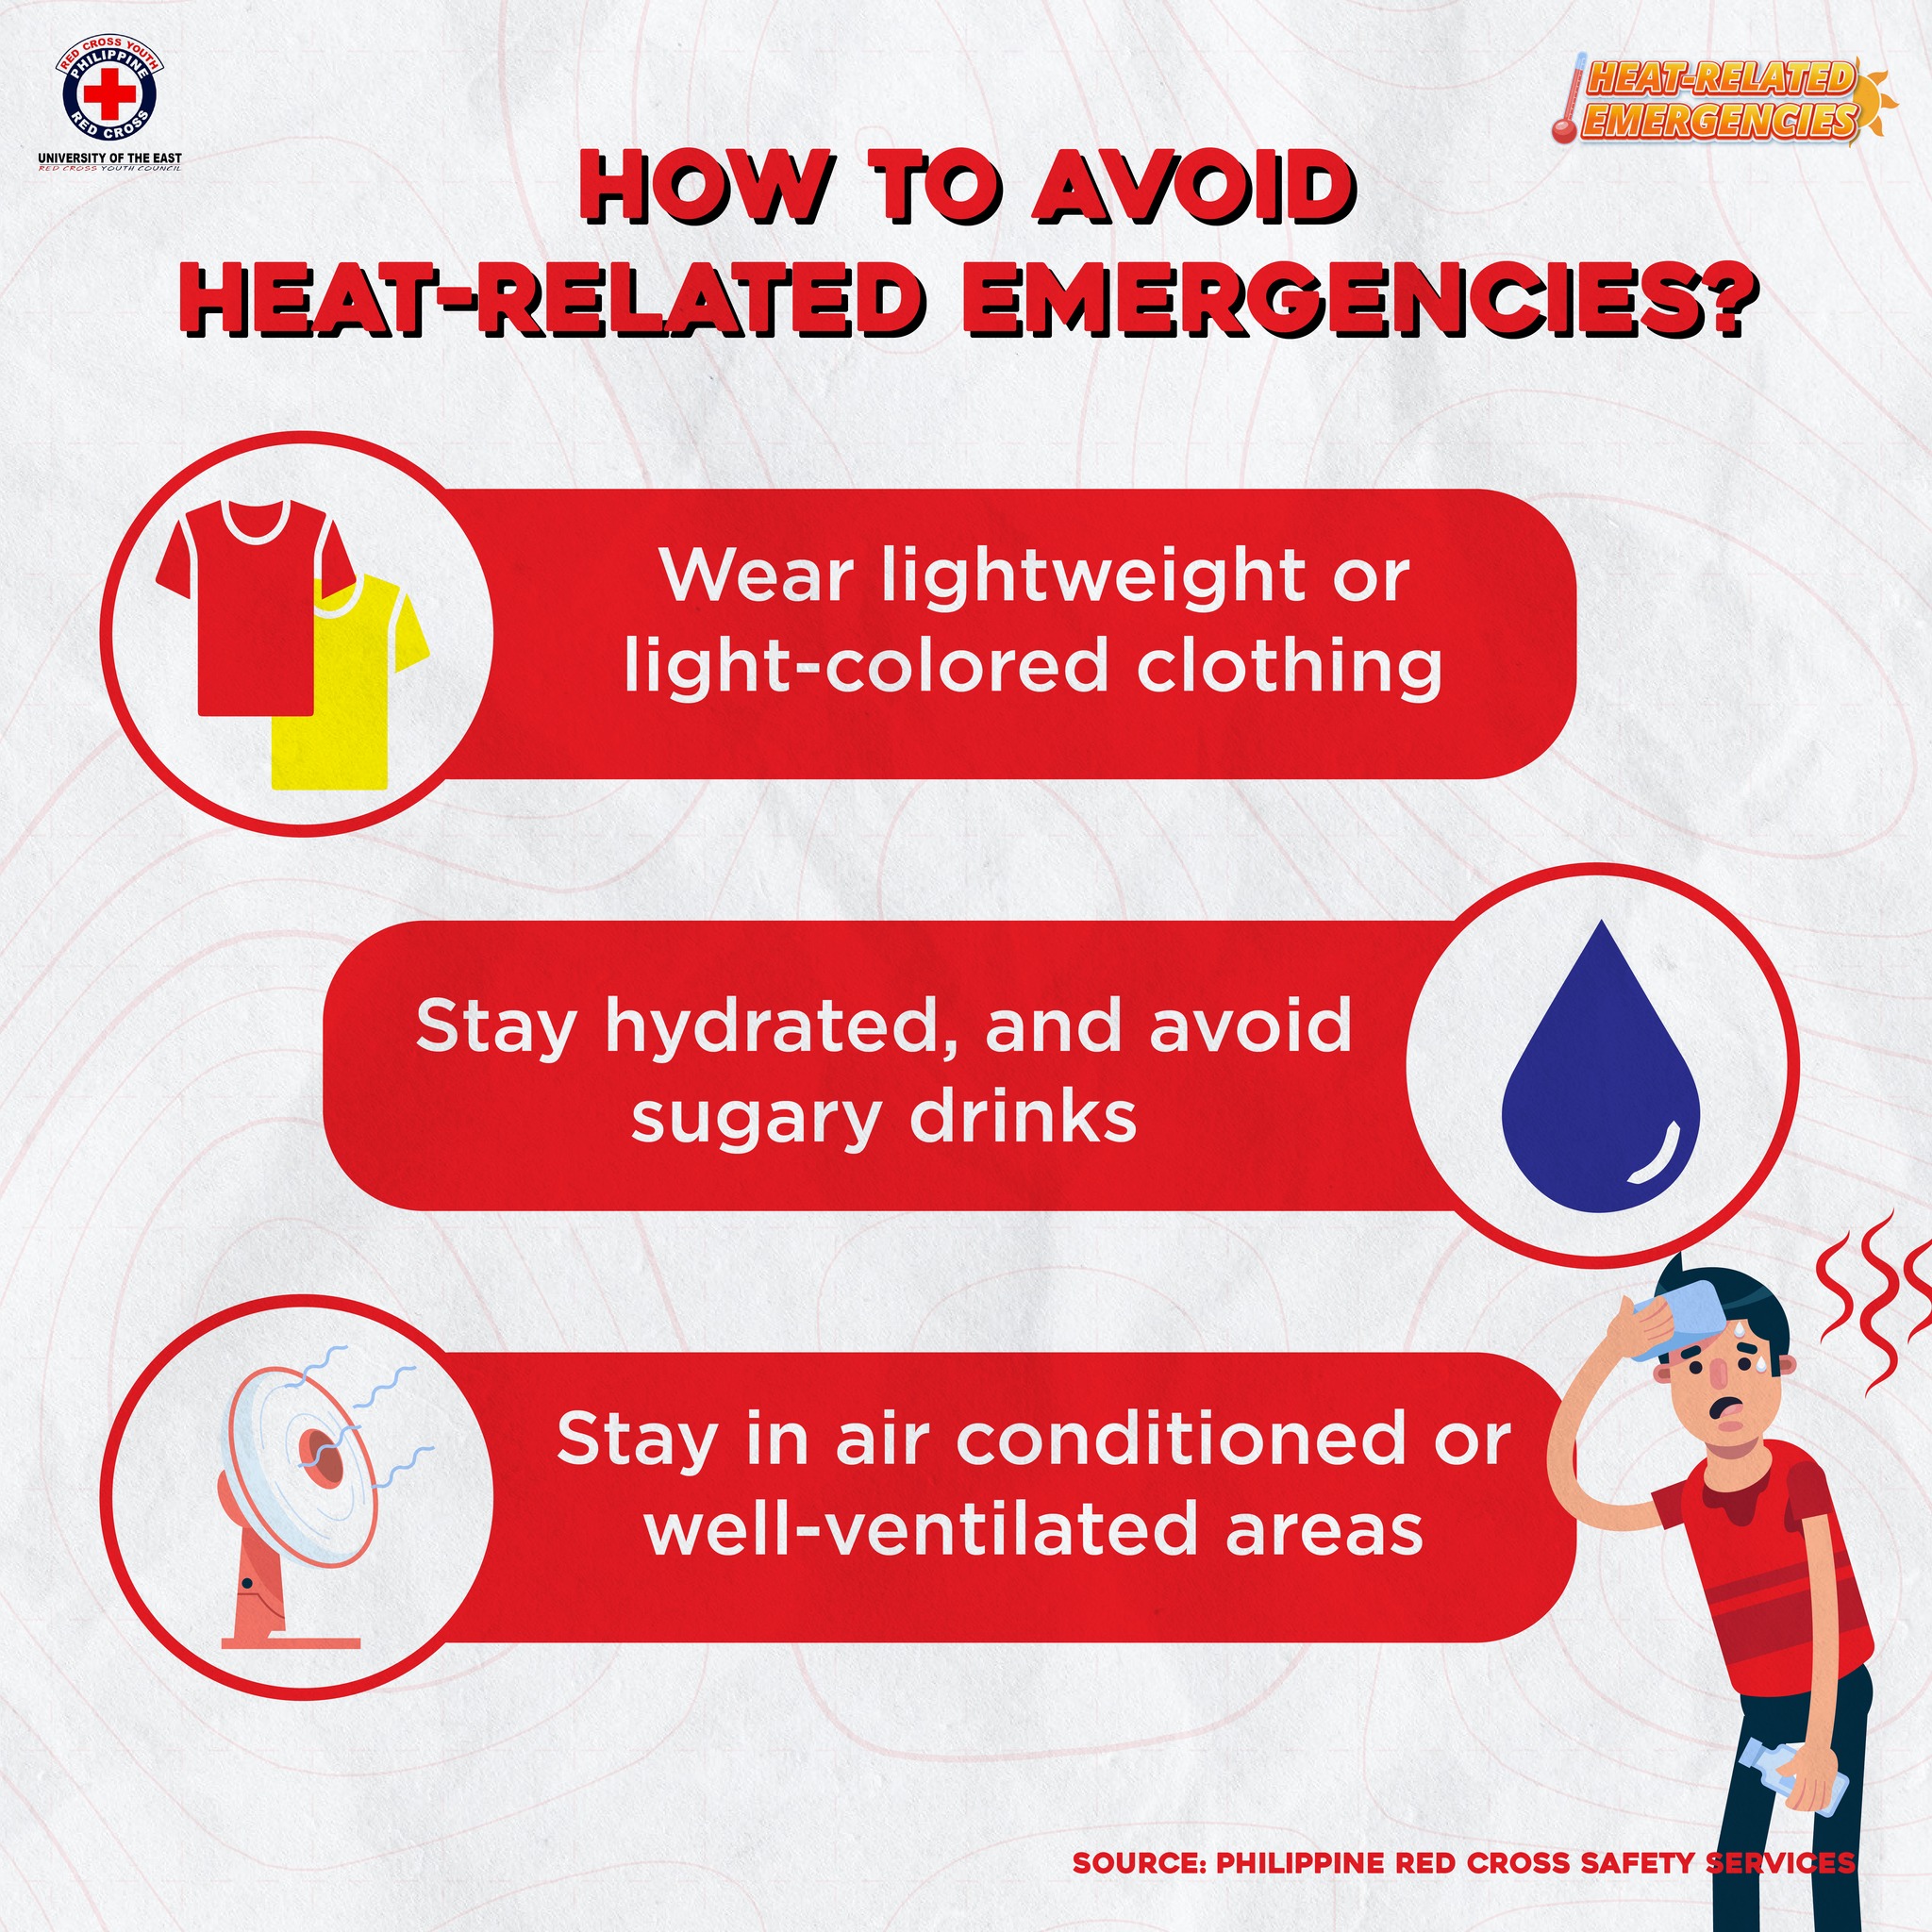 RED CROSS YOUTH
PHILIPPINE
RED CROSS
UNIVERSITY OF THE EAST
RED CROSS YOUTH COUNCIL
HEAT-RELATED
EMERGENCIES
HOW TO AVOID
HEAT-RELATED EMERGENCIES?
Wear lightweight or
light-colored clothing
Stay hydrated, and avoid
sugary drinks
Stay in air conditioned or
well-ventilated areas
SOURCE: PHILIPPINE RED CROSS SAFETY SERVICES